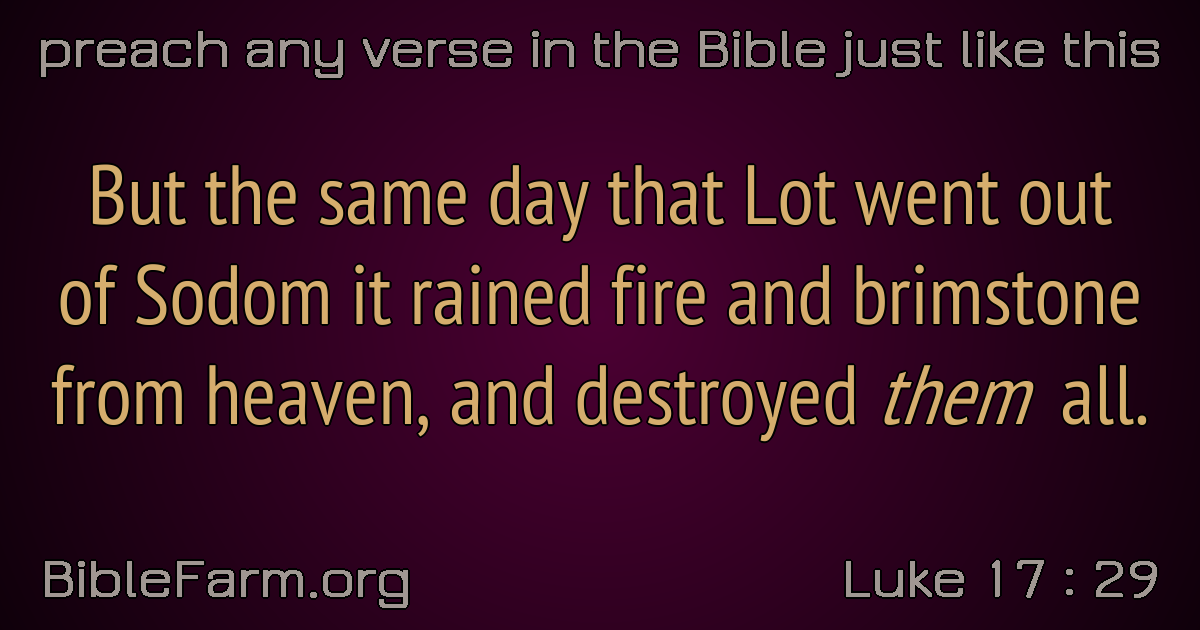 preach any verse in the Bible just like this
But the same day that Lot went out
of Sodom it rained fire and brimstone
from heaven, and destroyed them all.
BibleFarm.org
Luke 17 : 29